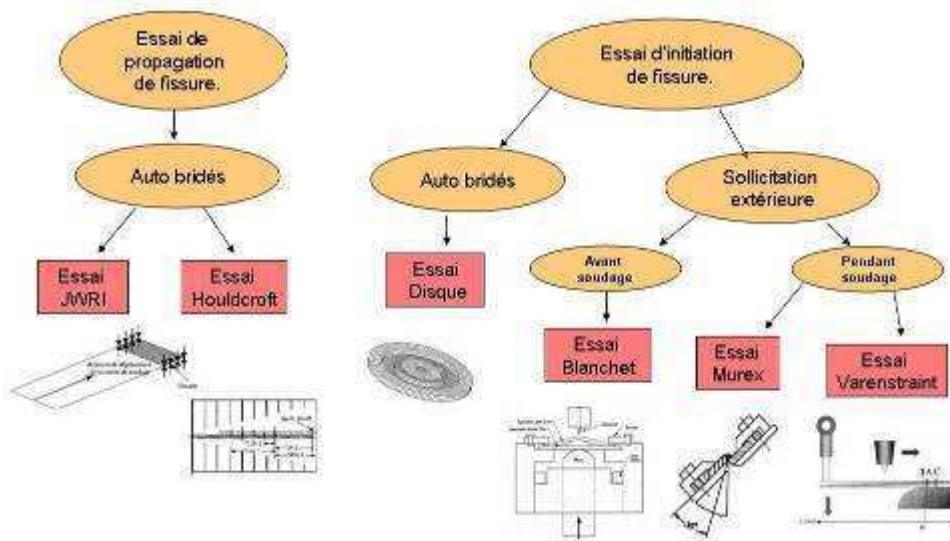 Essai de
propagation
de fissure.
Essai d'initiation
de fissure.
Auto bridés
Auto bridés
Sollicitation
extérieure
Essai
JWRI
Essai
Houldcroft
Essai
Disque
Avant
soudage
Pendant
soudage
Essai
Blanchet
Essai
Murex
Essai
Varenstraint